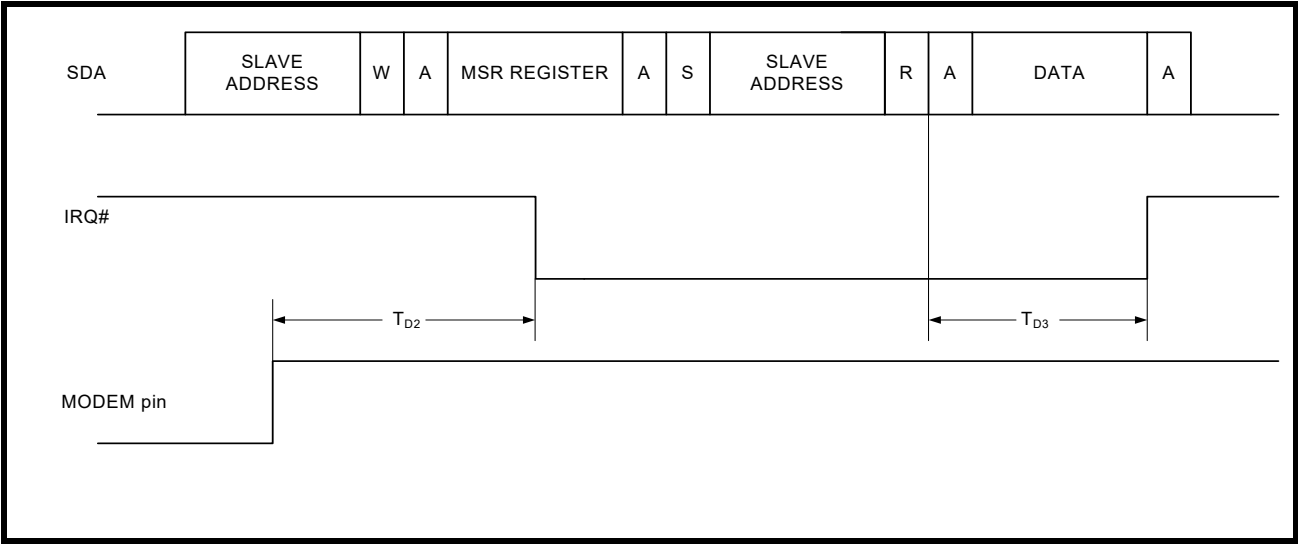 SDA
SLAVE
ADDRESS
W
A
MSR REGISTER
A
S
SLAVE
ADDRESS
R
A
DATA
A
IRQ#
TD2
TD3
MODEM pin